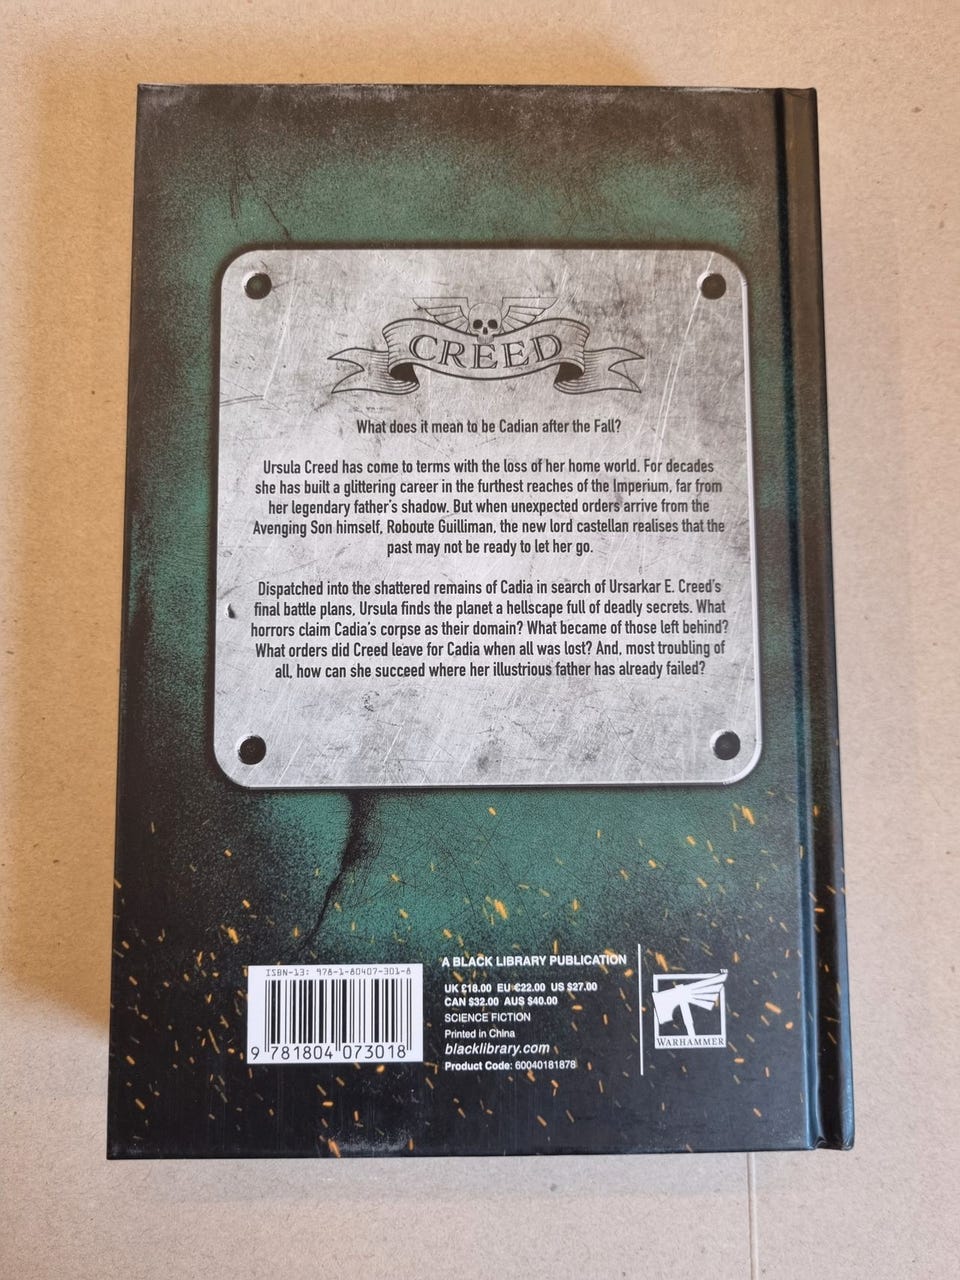 CREED
What does it mean to be Cadian after the Fall?
Ursula Creed has come to terms with the loss of her home world. For decades
she has built a glittering career in the furthest reaches of the Imperium, far from
her legendary father's shadow. But when unexpected orders arrive from the
Avenging Son himself, Roboute Guilliman, the new lord castellan realises that the
past may not be ready to let her go.
Dispatched into the shattered remains of Cadia in search of Ursarkar E. Creed's
final battle plans, Ursula finds the planet a hellscape full of deadly secrets. What
horrors claim Cadia's corpse as their domain? What became of those left behind?
What orders did Creed leave for Cadia when all was lost? And, most troubling of
all, how can she succeed where her illustrious father has already failed?
ISBN-13: 978-1-80407-301-8
9 781804 073018
A BLACK LIBRARY PUBLICATION
UK £18.00 EU €22.00 US $27.00
CAN $32.00 AUS $40.00
SCIENCE FICTION
Printed in China
blacklibrary.com
Product Code: 60040181878
TM
WARHAMMER